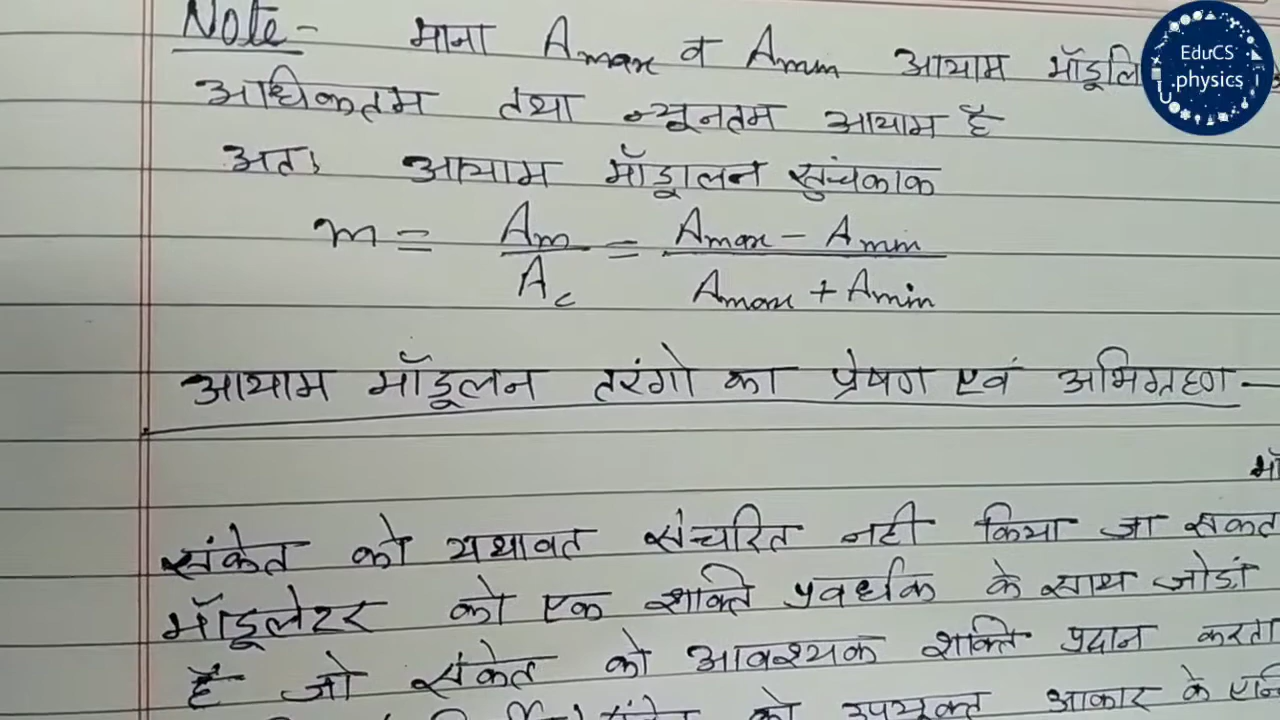 Note- माना Amax व Amin आयाम मॉडूलि
EduCS physics
अधिकतम तथा न्यूनतम आयाम है
अतः आयाम मॉडूालन सुंचकाक
m = Am/Ac = Amax - Amin / Amax + Amin
आयाम मॉडूलन तरंगो का प्रेषण एवं अभिग्रहण -
मॉ
संकेत को यथावत संचरित नही किया जा सकत
मॉडूलेटर को एक शक्ति प्रवर्धक के साथ जोडां
है जो संकेत को आवश्यक शक्ति प्रदान करता
को उपयुक्त आकार के